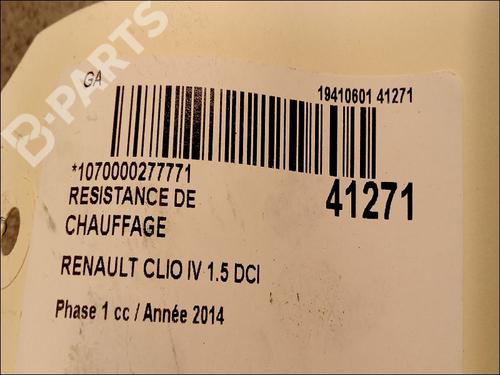 B-PARTS
GA
19410601 41271
*1070000277771
41271
RESISTANCE DE
CHAUFFAGE
RENAULT CLIO IV 1.5 DCI
Phase 1 cc / Année 2014